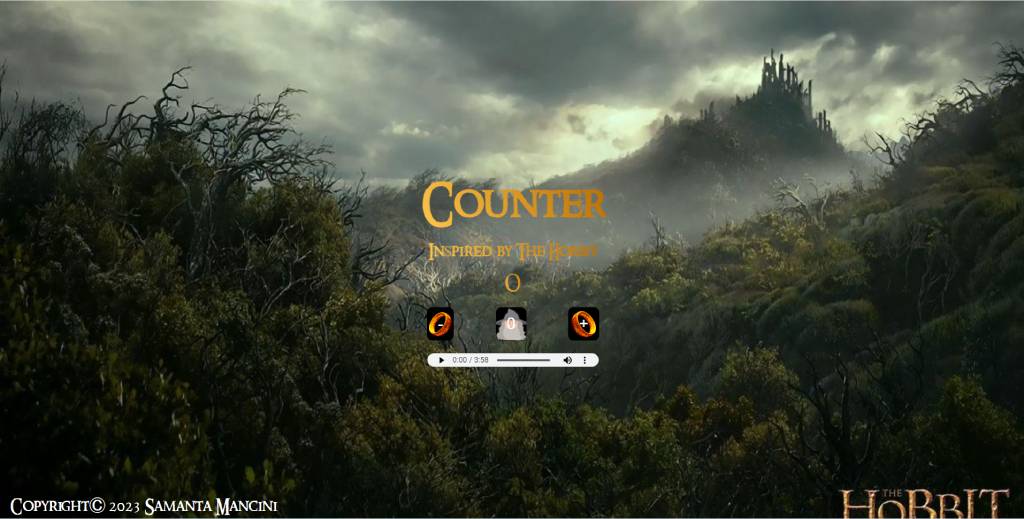 Counter
Inspired by The Hobbit
0
- 0 +
0:00 / 3:58
Copyright© 2023 Samanta Mancini
THE
HOBBIT